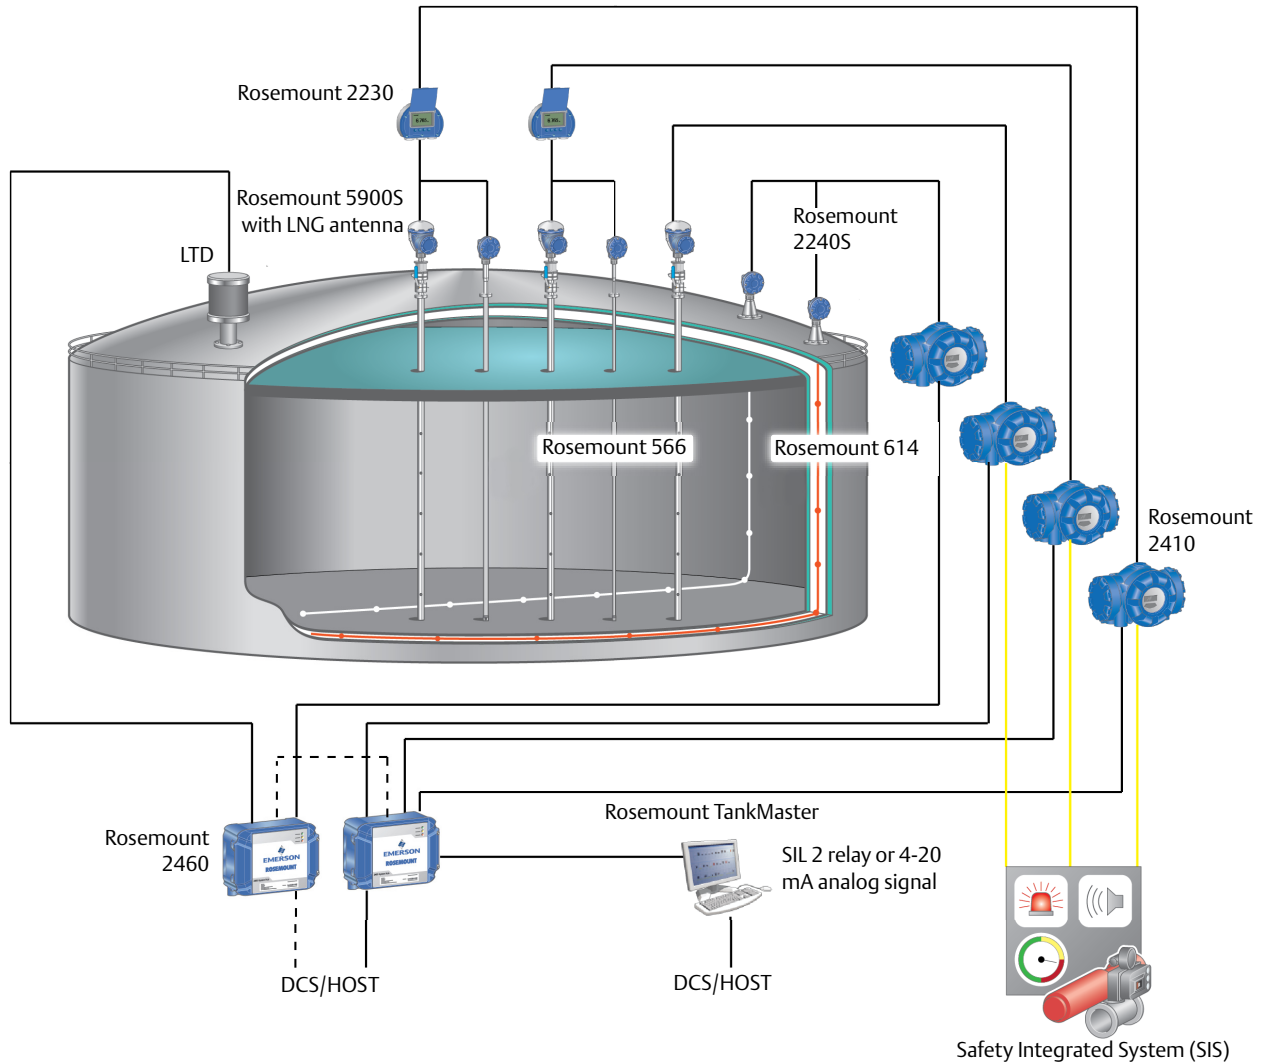 Rosemount 2230
Rosemount 5900S
with LNG antenna
LTD
Rosemount
2240S
Rosemount 566
Rosemount 614
Rosemount
2410
Rosemount
2460
EMERSON
ROSEMOUNT
EMERSON
ROSEMOUNT
Rosemount TankMaster
SIL 2 relay or 4-20
mA analog signal
DCS/HOST
DCS/HOST
Safety Integrated System (SIS)